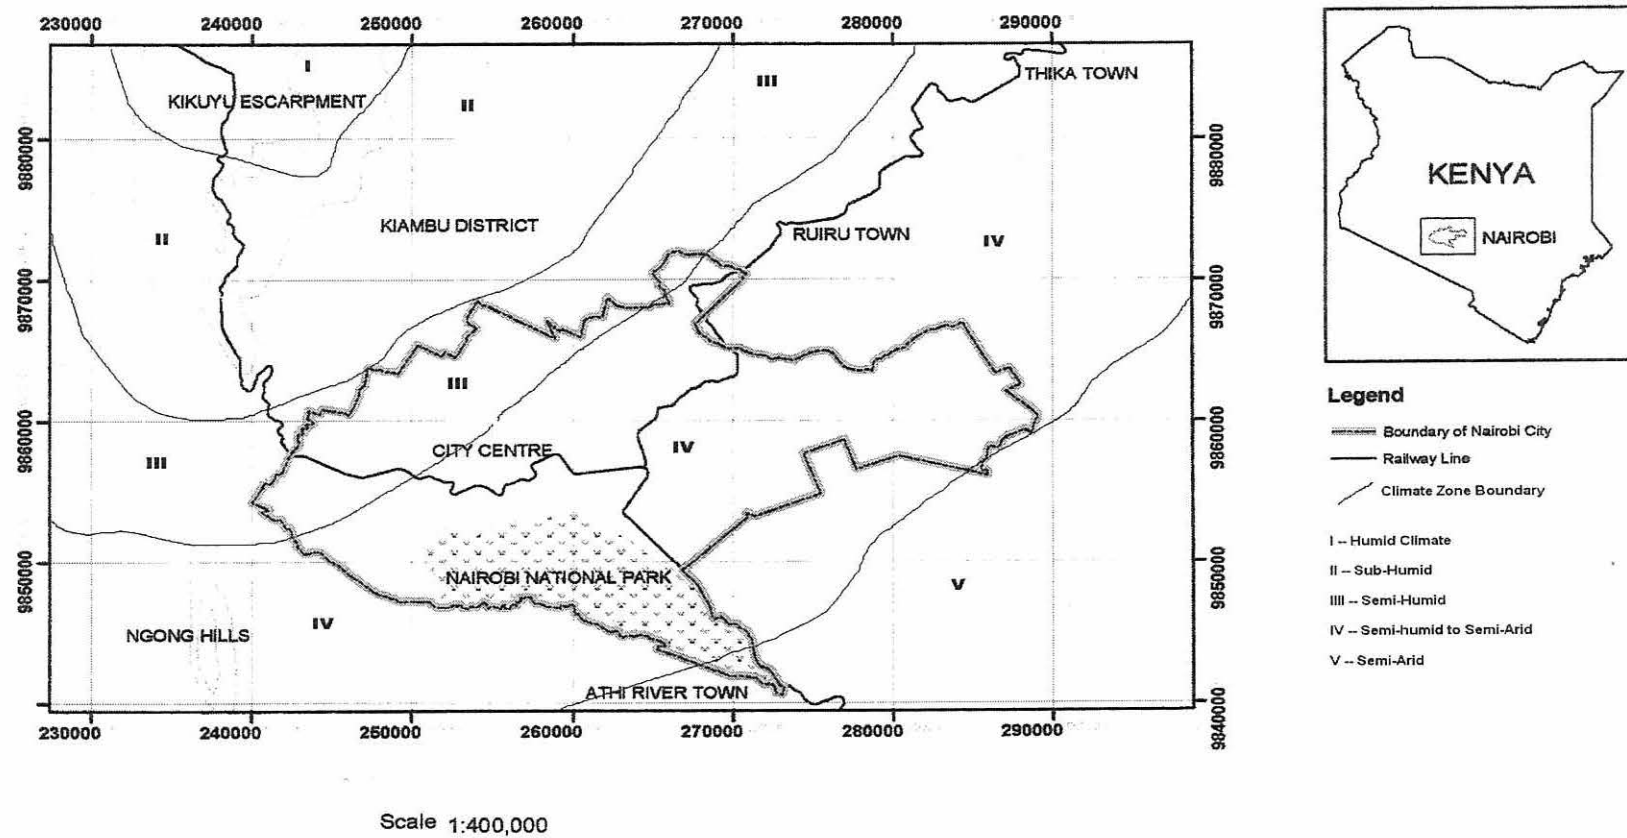 230000 240000 250000 260000 270000 280000 290000
I
III
THIKA TOWN
KIKUYU ESCARPMENT
II
9880000
9880000
KENYA
KIAMBU DISTRICT
II
RUIRU TOWN
IV
NAIROBI
9870000
9870000
III
Legend
9860000
9860000
CITY CENTRE
IV
III
Boundary of Nairobi City
Railway Line
Climate Zone Boundary
I -- Humid Climate
9850000
9850000
NAIROBI NATIONAL PARK
V
II -- Sub-Humid
IIII -- Semi-Humid
NGONG HILLS
IV
IV -- Semi-humid to Semi-Arid
V -- Semi-Arid
ATHI RIVER TOWN
9840000
230000 240000 250000 260000 270000 280000 290000
Scale 1:400,000